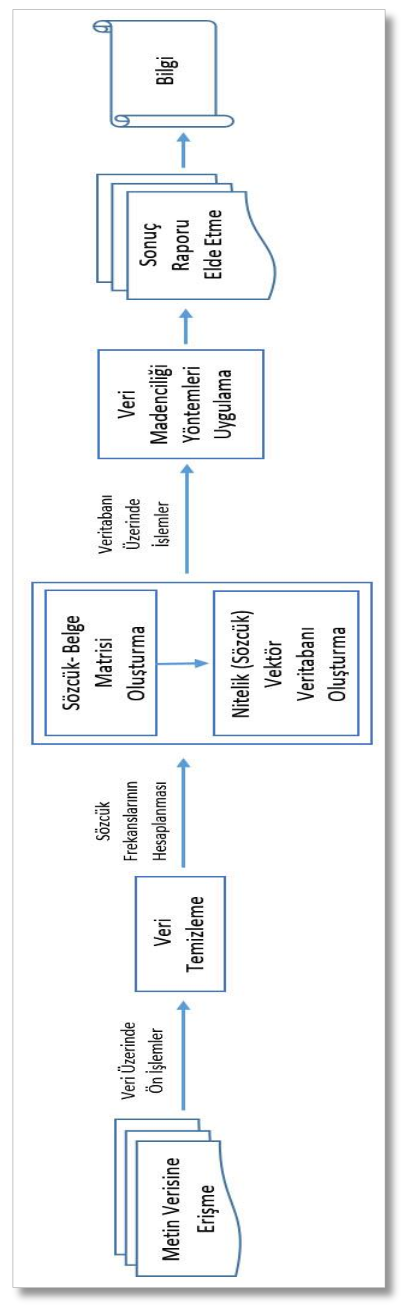 Metin Verisine
Erişme
Veri Üzerinde
Ön İşlemler
Veri
Temizleme
Sözcük
Frekanslarının
Hesaplanması
Sözcük- Belge
Matrisi
Oluşturma
Nitelik (Sözcük)
Vektör
Veritabanı
Oluşturma
Veritabanı
Üzerinde
İşlemler
Veri
Madenciliği
Yöntemleri
Uygulama
Sonuç
Raporu
Elde Etme
Bilgi